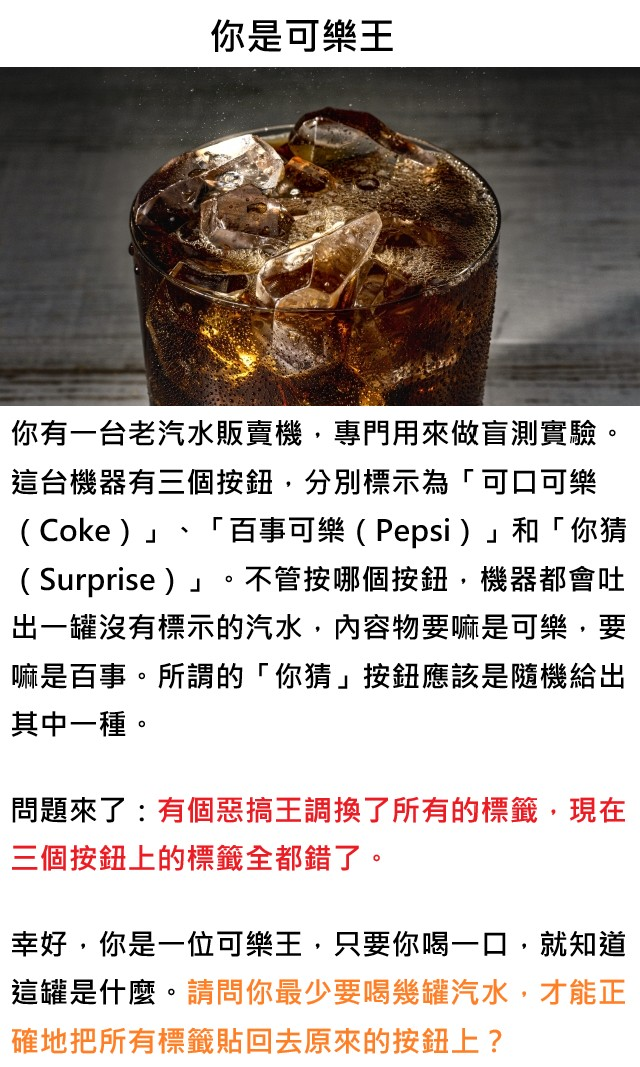 你是可樂王
你有一台老汽水販賣機，專門用來做盲測實驗。
這台機器有三個按鈕，分別標示為「可口可樂
（Coke）」、「百事可樂（Pepsi）」和「你猜
（Surprise）」。不管按哪個按鈕，機器都會吐
出一罐沒有標示的汽水，內容物要嘛是可樂，要
嘛是百事。所謂的「你猜」按鈕應該是隨機給出
其中一種。
問題來了：有個惡搞王調換了所有的標籤，現在
三個按鈕上的標籤全都錯了。
幸好，你是一位可樂王，只要你喝一口，就知道
這罐是什麼。請問你最少要喝幾罐汽水，才能正
確地把所有標籤貼回去原來的按鈕上？